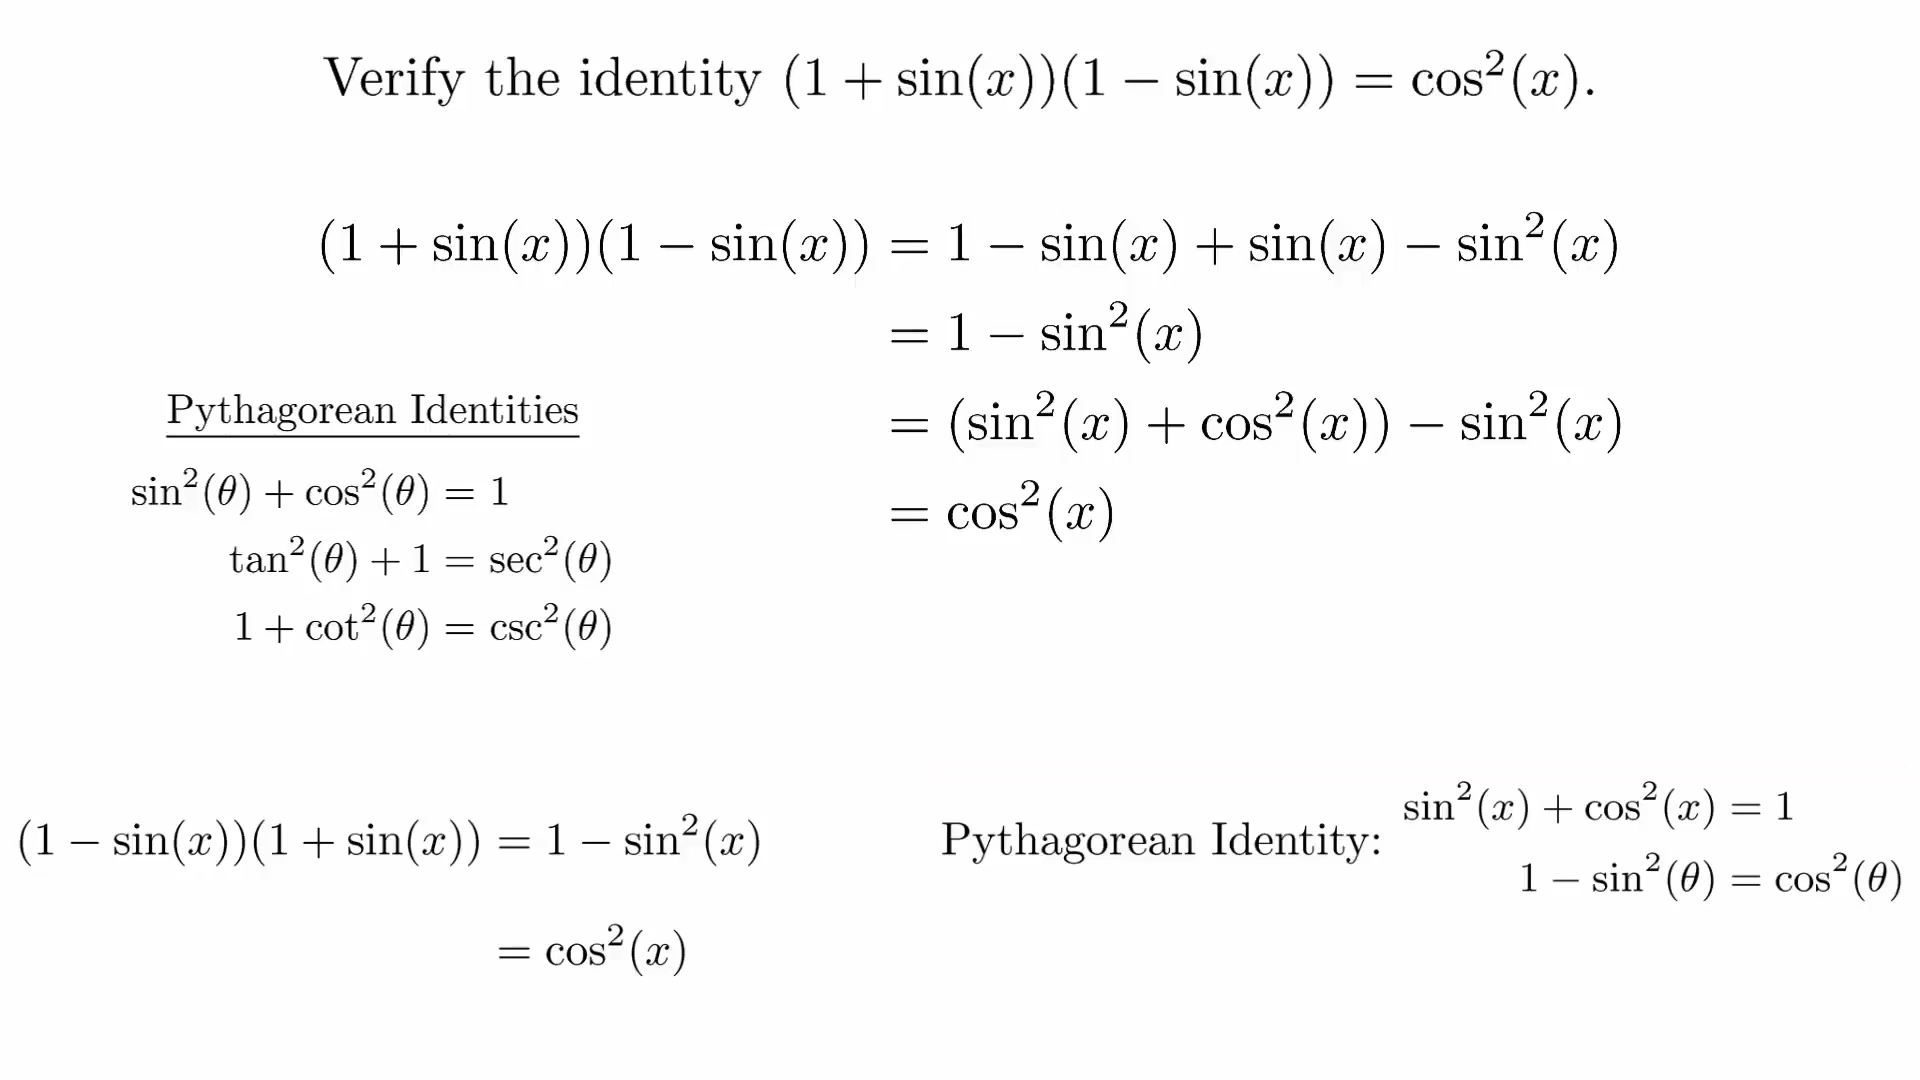 Verify the identity (1 + sin(x))(1 − sin(x)) = cos²(x).
(1 + sin(x))(1 − sin(x)) = 1 − sin(x) + sin(x) − sin²(x)
= 1 − sin²(x)
= (sin²(x) + cos²(x)) − sin²(x)
= cos²(x)
Pythagorean Identities
sin²(θ) + cos²(θ) = 1
tan²(θ) + 1 = sec²(θ)
1 + cot²(θ) = csc²(θ)
(1 − sin(x))(1 + sin(x)) = 1 − sin²(x)
= cos²(x)
Pythagorean Identity:
sin²(x) + cos²(x) = 1
1 − sin²(θ) = cos²(θ)